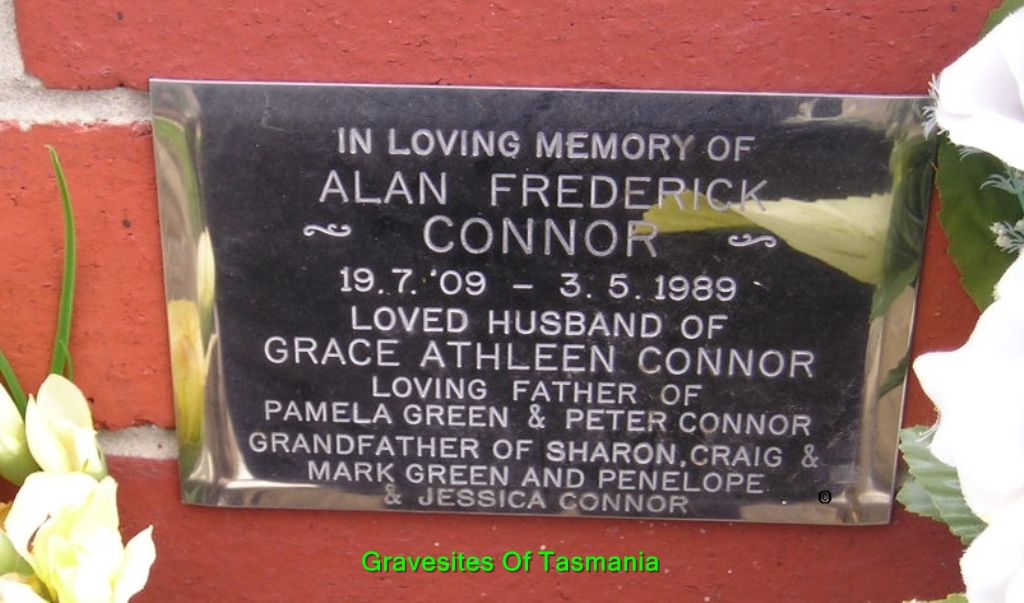 IN LOVING MEMORY OF
ALAN FREDERICK
CONNOR
19.7.'09 - 3.5.1989
LOVED HUSBAND OF
GRACE ATHLEEN CONNOR
LOVING FATHER OF
PAMELA GREEN & PETER CONNOR
GRANDFATHER OF SHARON, CRAIG &
MARK GREEN AND PENELOPE
& JESSICA CONNOR
©
Gravesites Of Tasmania